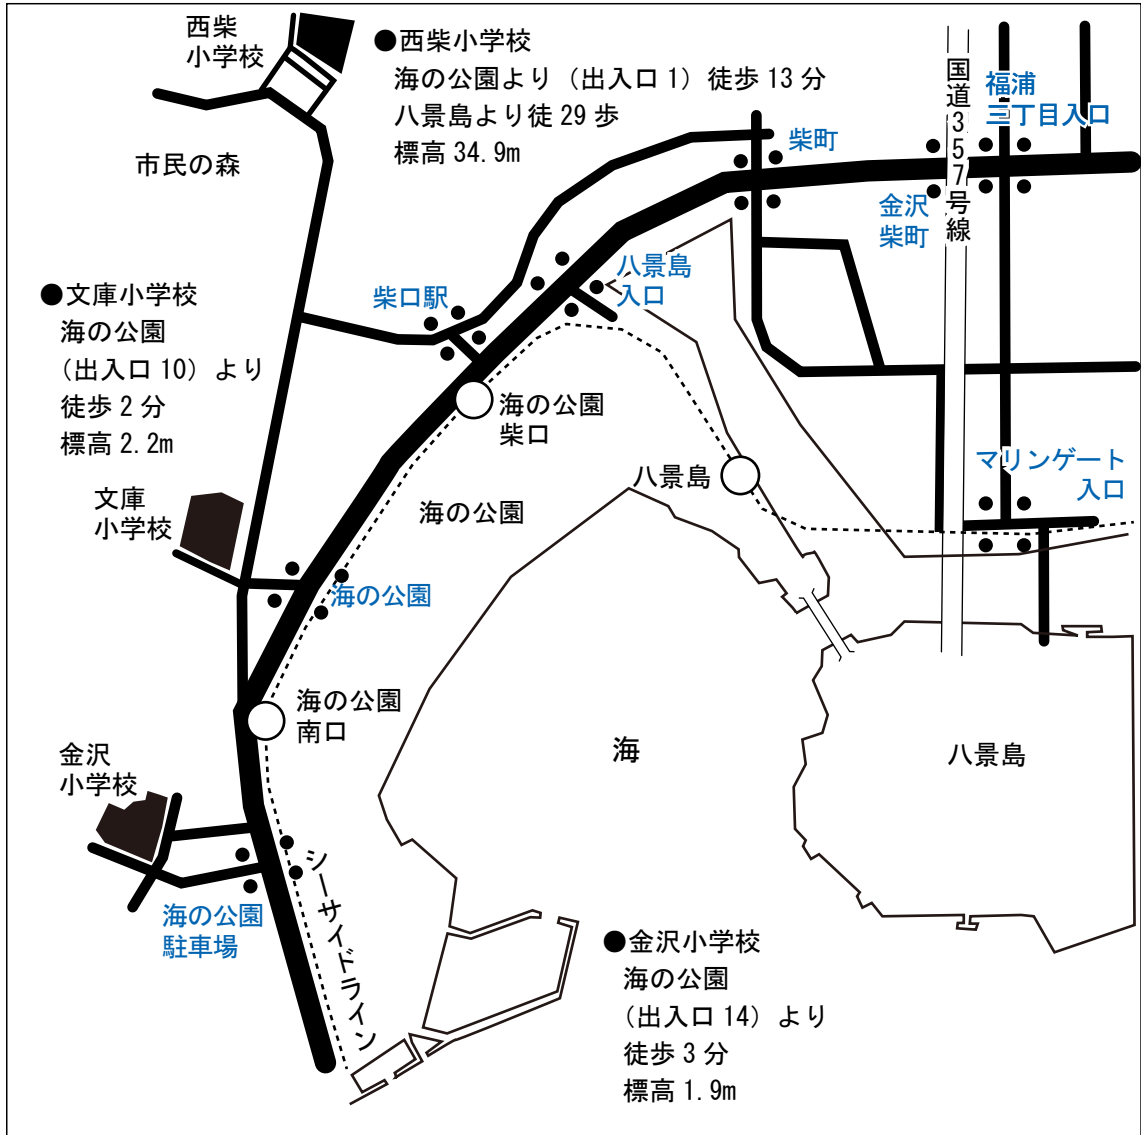 西柴
小学校
●西柴小学校
海の公園より（出入口 1）徒歩 13 分
八景島より徒 29 歩
標高 34.9m
市民の森
国道357号線
福浦
三丁目入口
柴町
金沢
柴町
八景島
入口
柴口駅
●文庫小学校
海の公園
（出入口 10）より
徒歩 2 分
標高 2.2m
海の公園
柴口
八景島
マリンゲート
入口
文庫
小学校
海の公園
海の公園
海の公園
南口
金沢
小学校
海
八景島
シーサイドライン
海の公園
駐車場
●金沢小学校
海の公園
（出入口 14）より
徒歩 3 分
標高 1.9m